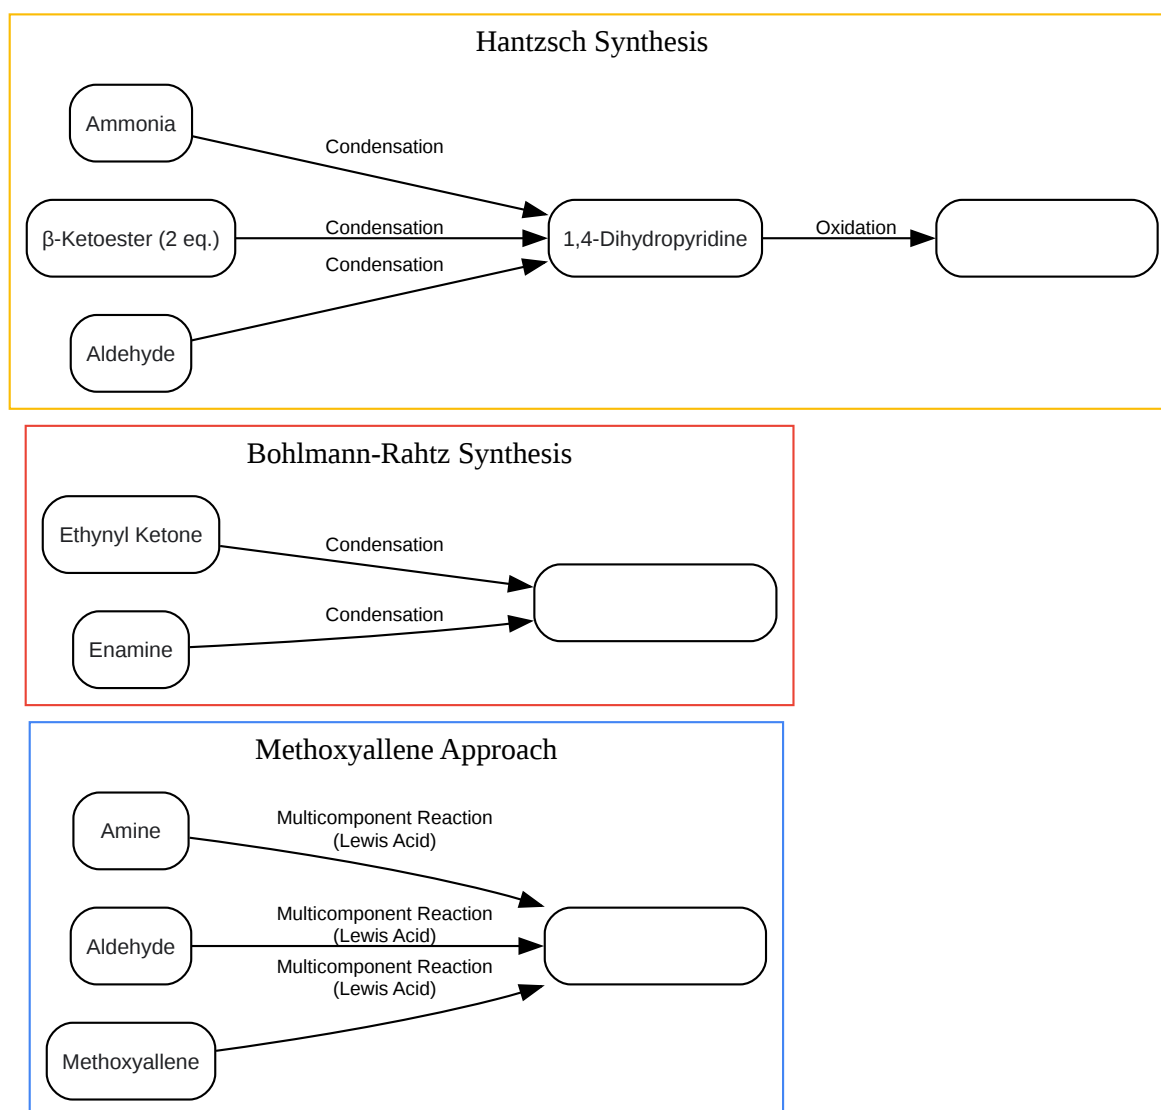 Hantzsch Synthesis
Ammonia
Condensation
β-Ketoester (2 eq.)
Condensation
1,4-Dihydropyridine
Oxidation
Condensation
Aldehyde
Bohlmann-Rahtz Synthesis
Ethynyl Ketone
Condensation
Condensation
Enamine
Methoxyallene Approach
Amine
Multicomponent Reaction
(Lewis Acid)
Aldehyde
Multicomponent Reaction
(Lewis Acid)
Multicomponent Reaction
(Lewis Acid)
Methoxyallene